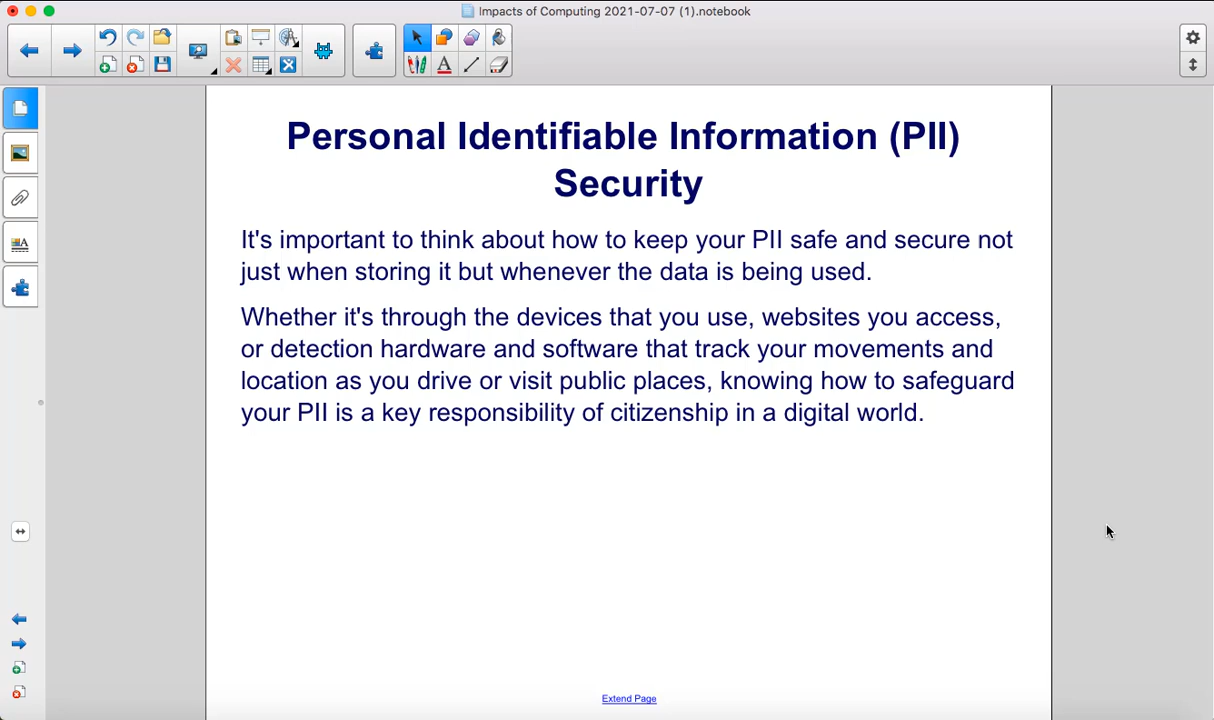 Impacts of Computing 2021-07-07 (1).notebook
Personal Identifiable Information (PII)
Security
It's important to think about how to keep your PII safe and secure not
just when storing it but whenever the data is being used.
Whether it's through the devices that you use, websites you access,
or detection hardware and software that track your movements and
location as you drive or visit public places, knowing how to safeguard
your PII is a key responsibility of citizenship in a digital world.
Extend Page